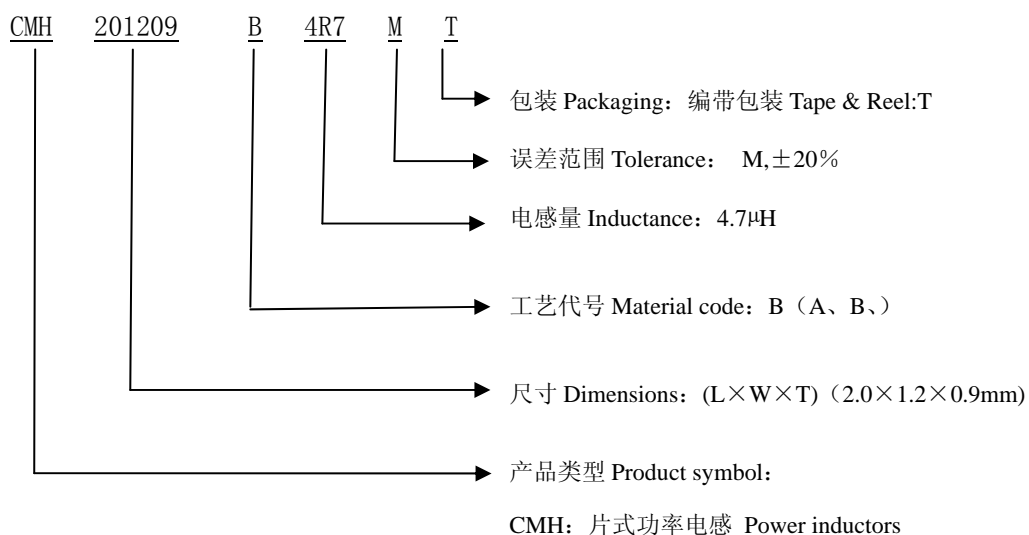 CMH 201209 B 4R7 M T
包装 Packaging：编带包装 Tape & Reel:T
误差范围 Tolerance： M,±20%
电感量 Inductance：4.7μH
工艺代号 Material code：B（A、B、）
尺寸 Dimensions：(L×W×T)（2.0×1.2×0.9mm)
产品类型 Product symbol：
CMH：片式功率电感 Power inductors